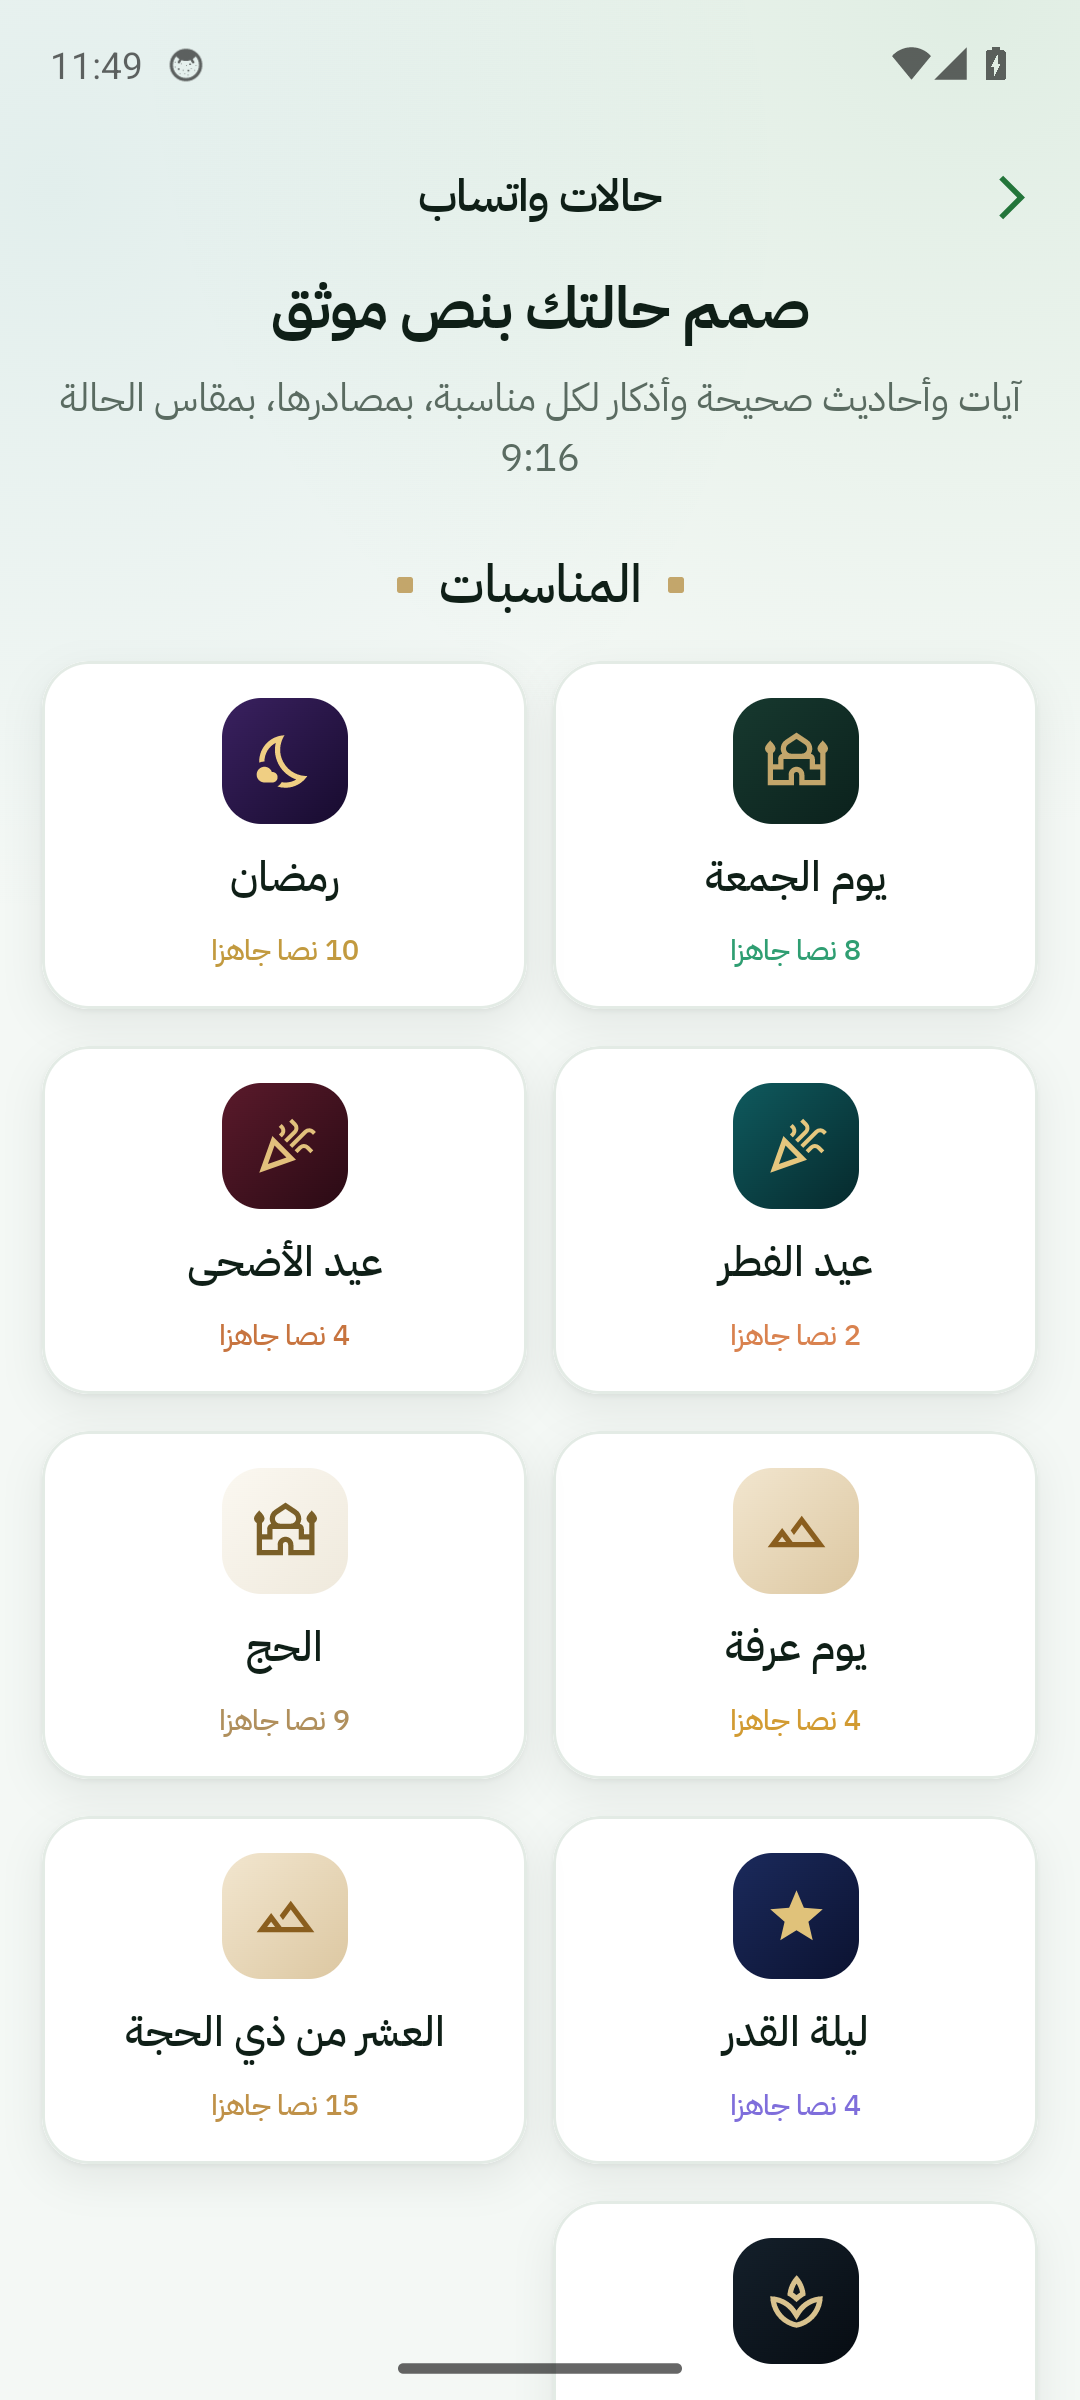 11:49
حالات واتساب
صمم حالتك بنص موثق
آيات وأحاديث صحيحة وأذكار لكل مناسبة، بمصادرها، بمقاس الحالة
9:16
المناسبات
يوم الجمعة
8 نصا جاهزا
رمضان
10 نصا جاهزا
عيد الفطر
2 نصا جاهزا
عيد الأضحى
4 نصا جاهزا
يوم عرفة
4 نصا جاهزا
الحج
9 نصا جاهزا
ليلة القدر
4 نصا جاهزا
العشر من ذي الحجة
15 نصا جاهزا